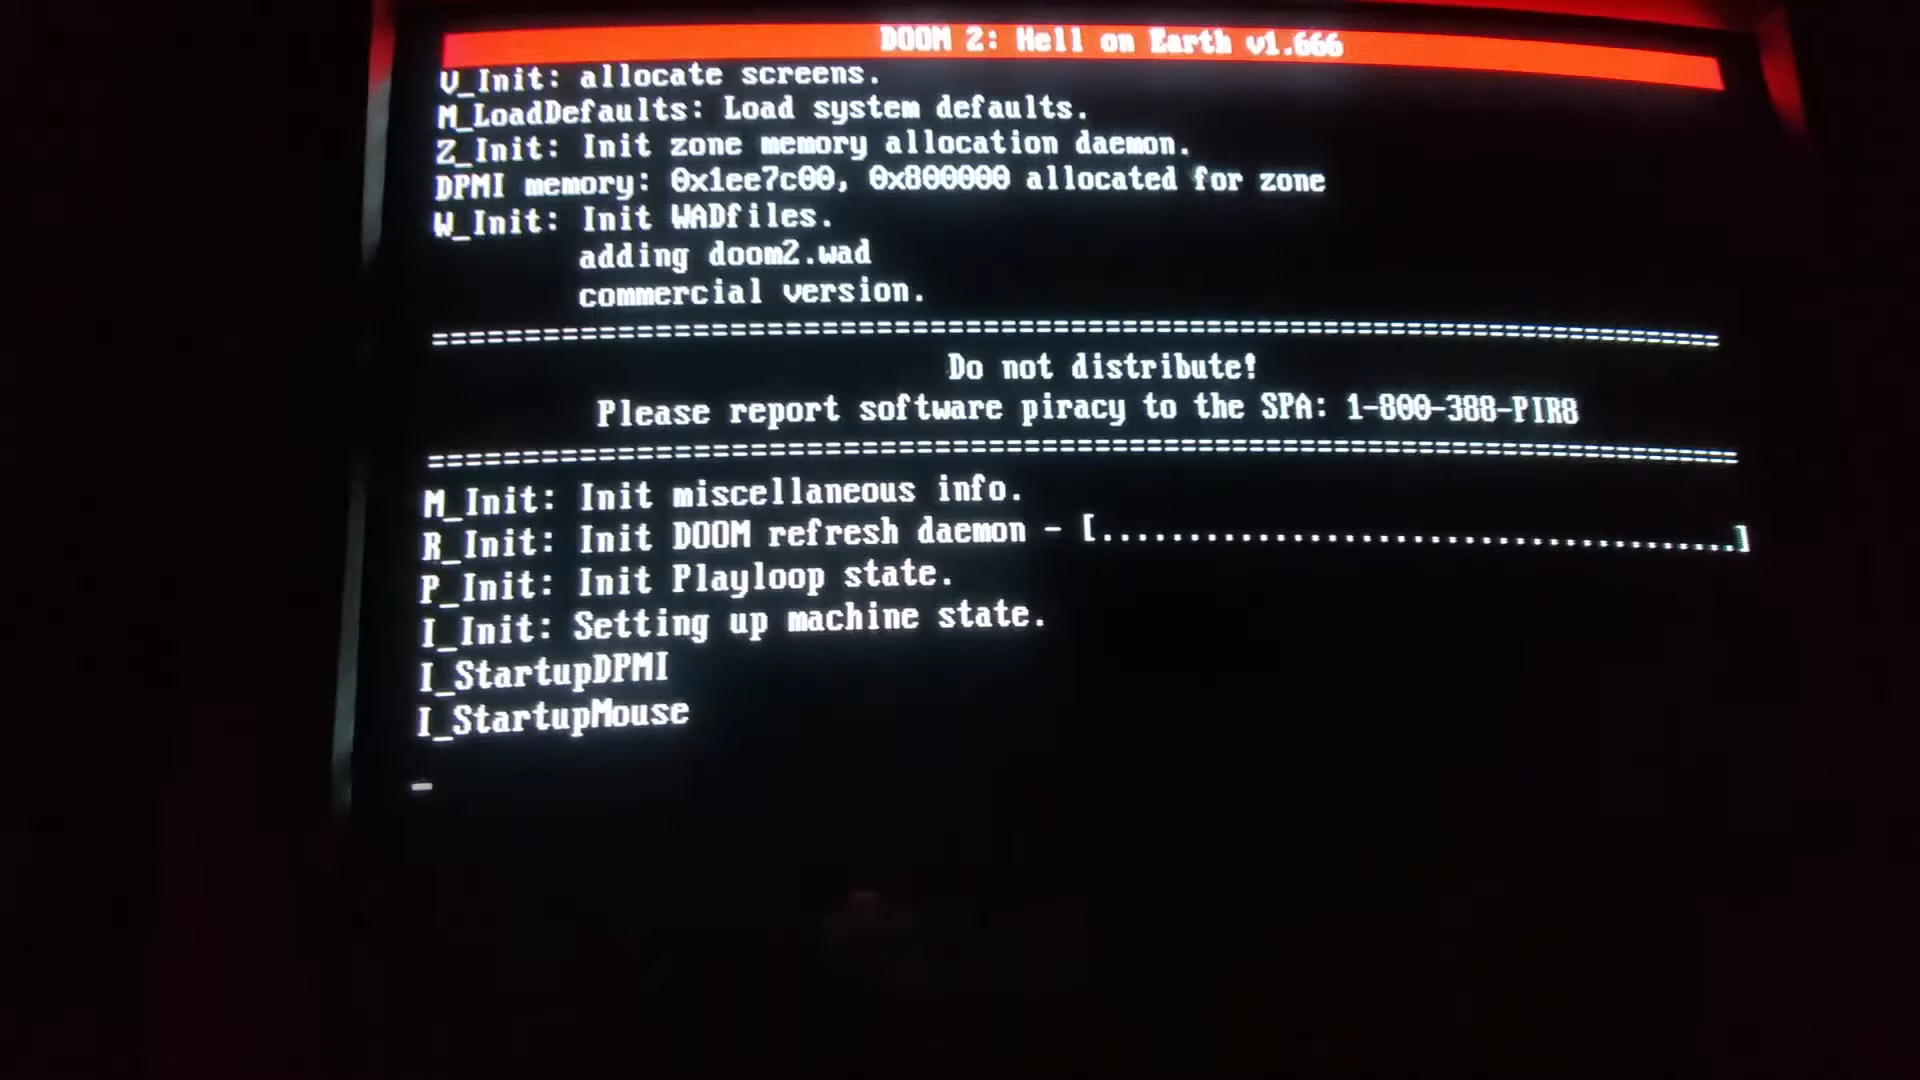 DOOM 2: Hell on Earth v1.666
V_Init: allocate screens.
M_LoadDefaults: Load system defaults.
Z_Init: Init zone memory allocation daemon.
DPMI memory: 0x1ee7c00, 0x800000 allocated for zone
W_Init: Init WADfiles.
adding doom2.wad
commercial version.
===========================================================================
Do not distribute!
Please report software piracy to the SPA: 1-800-388-PIR8
===========================================================================
M_Init: Init miscellaneous info.
R_Init: Init DOOM refresh daemon - [......................................]
P_Init: Init Playloop state.
I_Init: Setting up machine state.
I_StartupDPMI
I_StartupMouse